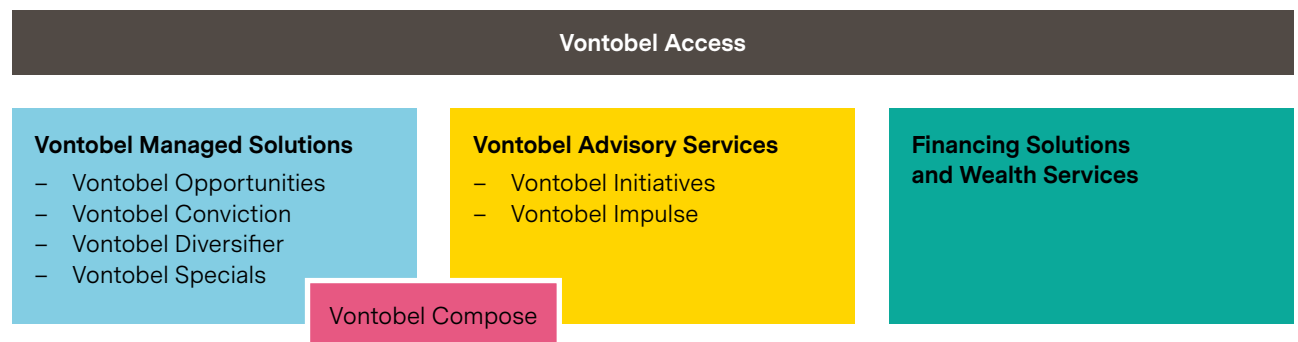 Vontobel Access
Vontobel Managed Solutions
– Vontobel Opportunities
– Vontobel Conviction
– Vontobel Diversifier
– Vontobel Specials
Vontobel Advisory Services
– Vontobel Initiatives
– Vontobel Impulse
Financing Solutions
and Wealth Services
Vontobel Compose